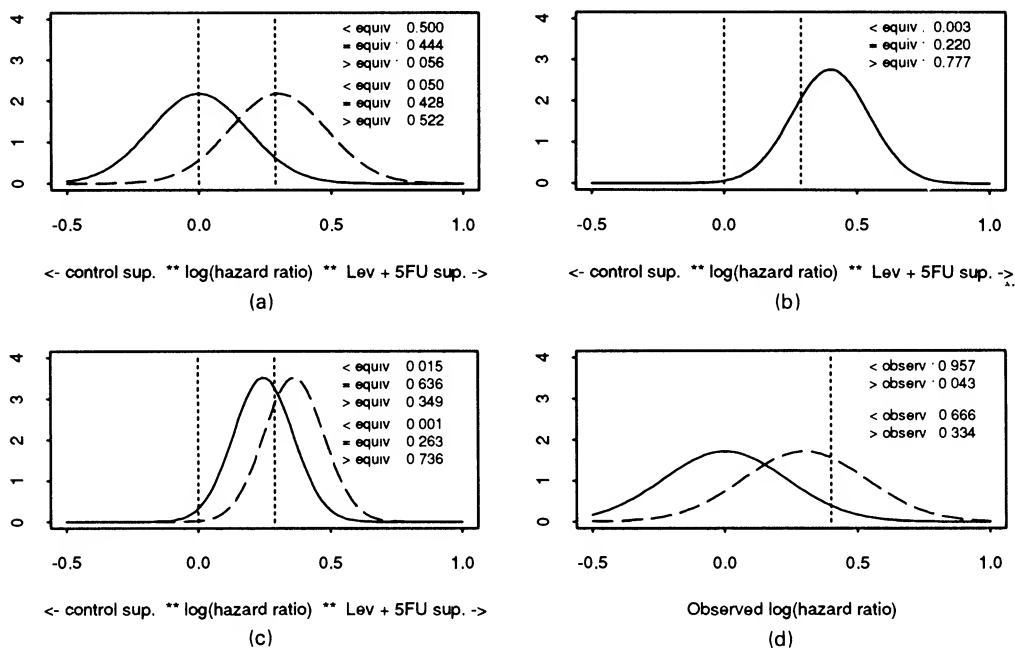 4
3
2
1
0
< equiv 0.500
= equiv · 0 444
> equiv · 0 056
< equiv 0.050
= equiv 0.428
> equiv 0.522
-0.5 0.0 0.5 1.0
<- control sup. ** log(hazard ratio) ** Lev + 5FU sup. ->
(a)
4
3
2
1
0
< equiv . 0.003
= equiv 0.220
> equiv · 0.777
-0.5 0.0 0.5 1.0
<- control sup. ** log(hazard ratio) ** Lev + 5FU sup. ->
(b)
4
3
2
1
0
< equiv 0 015
= equiv 0 636
> equiv 0 349
< equiv 0 001
= equiv 0 263
> equiv 0 736
-0.5 0.0 0.5 1.0
<- control sup. ** log(hazard ratio) ** Lev + 5FU sup. ->
(c)
4
3
2
1
0
< observ · 0 957
> observ · 0 043
< observ 0 666
> observ 0 334
-0.5 0.0 0.5 1.0
Observed log(hazard ratio)
(d)